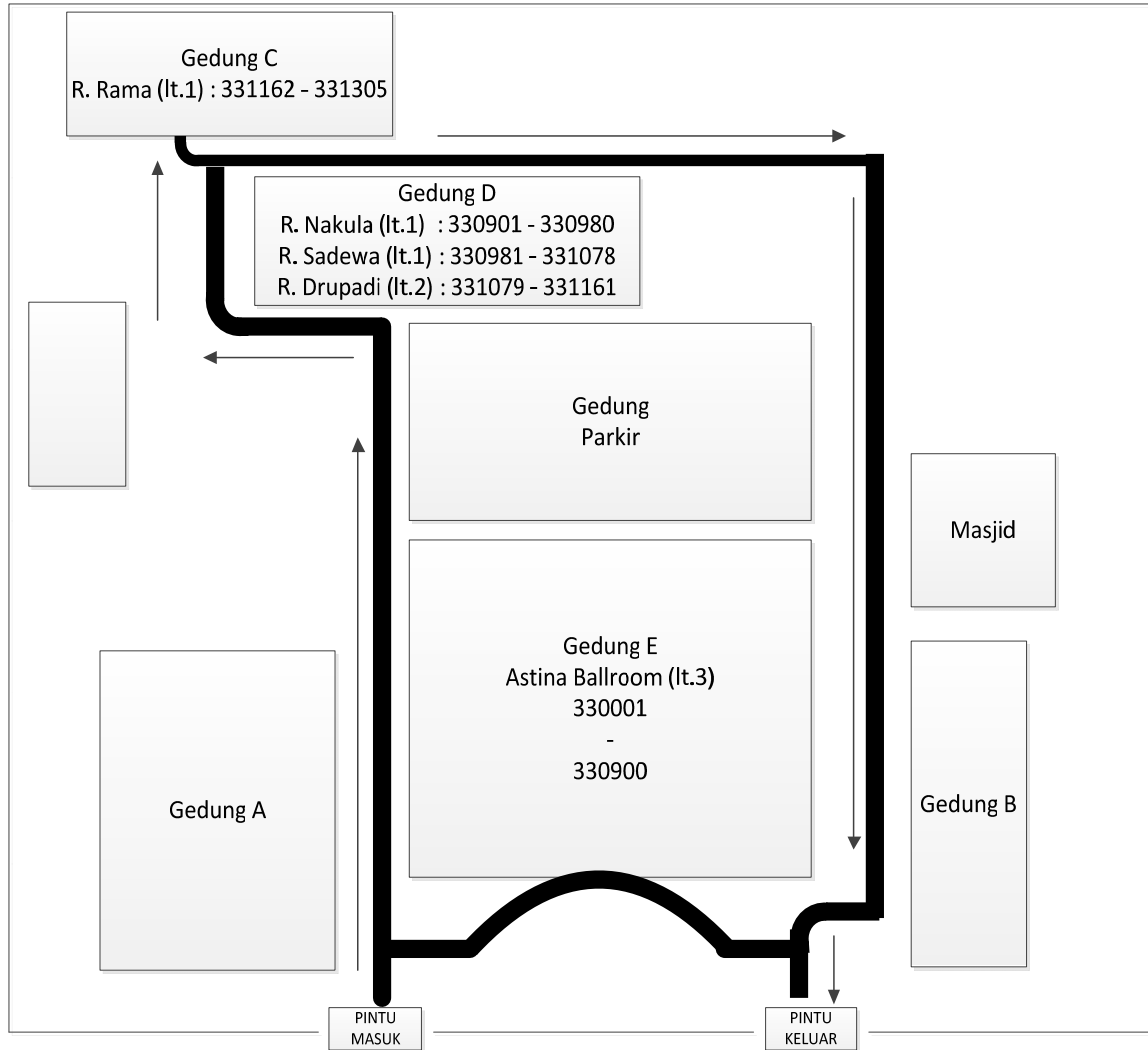 Gedung C
R. Rama (lt.1) : 331162 - 331305
Gedung D
R. Nakula (lt.1) : 330901 - 330980
R. Sadewa (lt.1) : 330981 - 331078
R. Drupadi (lt.2) : 331079 - 331161
Gedung
Parkir
Masjid
Gedung E
Astina Ballroom (lt.3)
330001
-
330900
Gedung A
Gedung B
PINTU
MASUK
PINTU
KELUAR